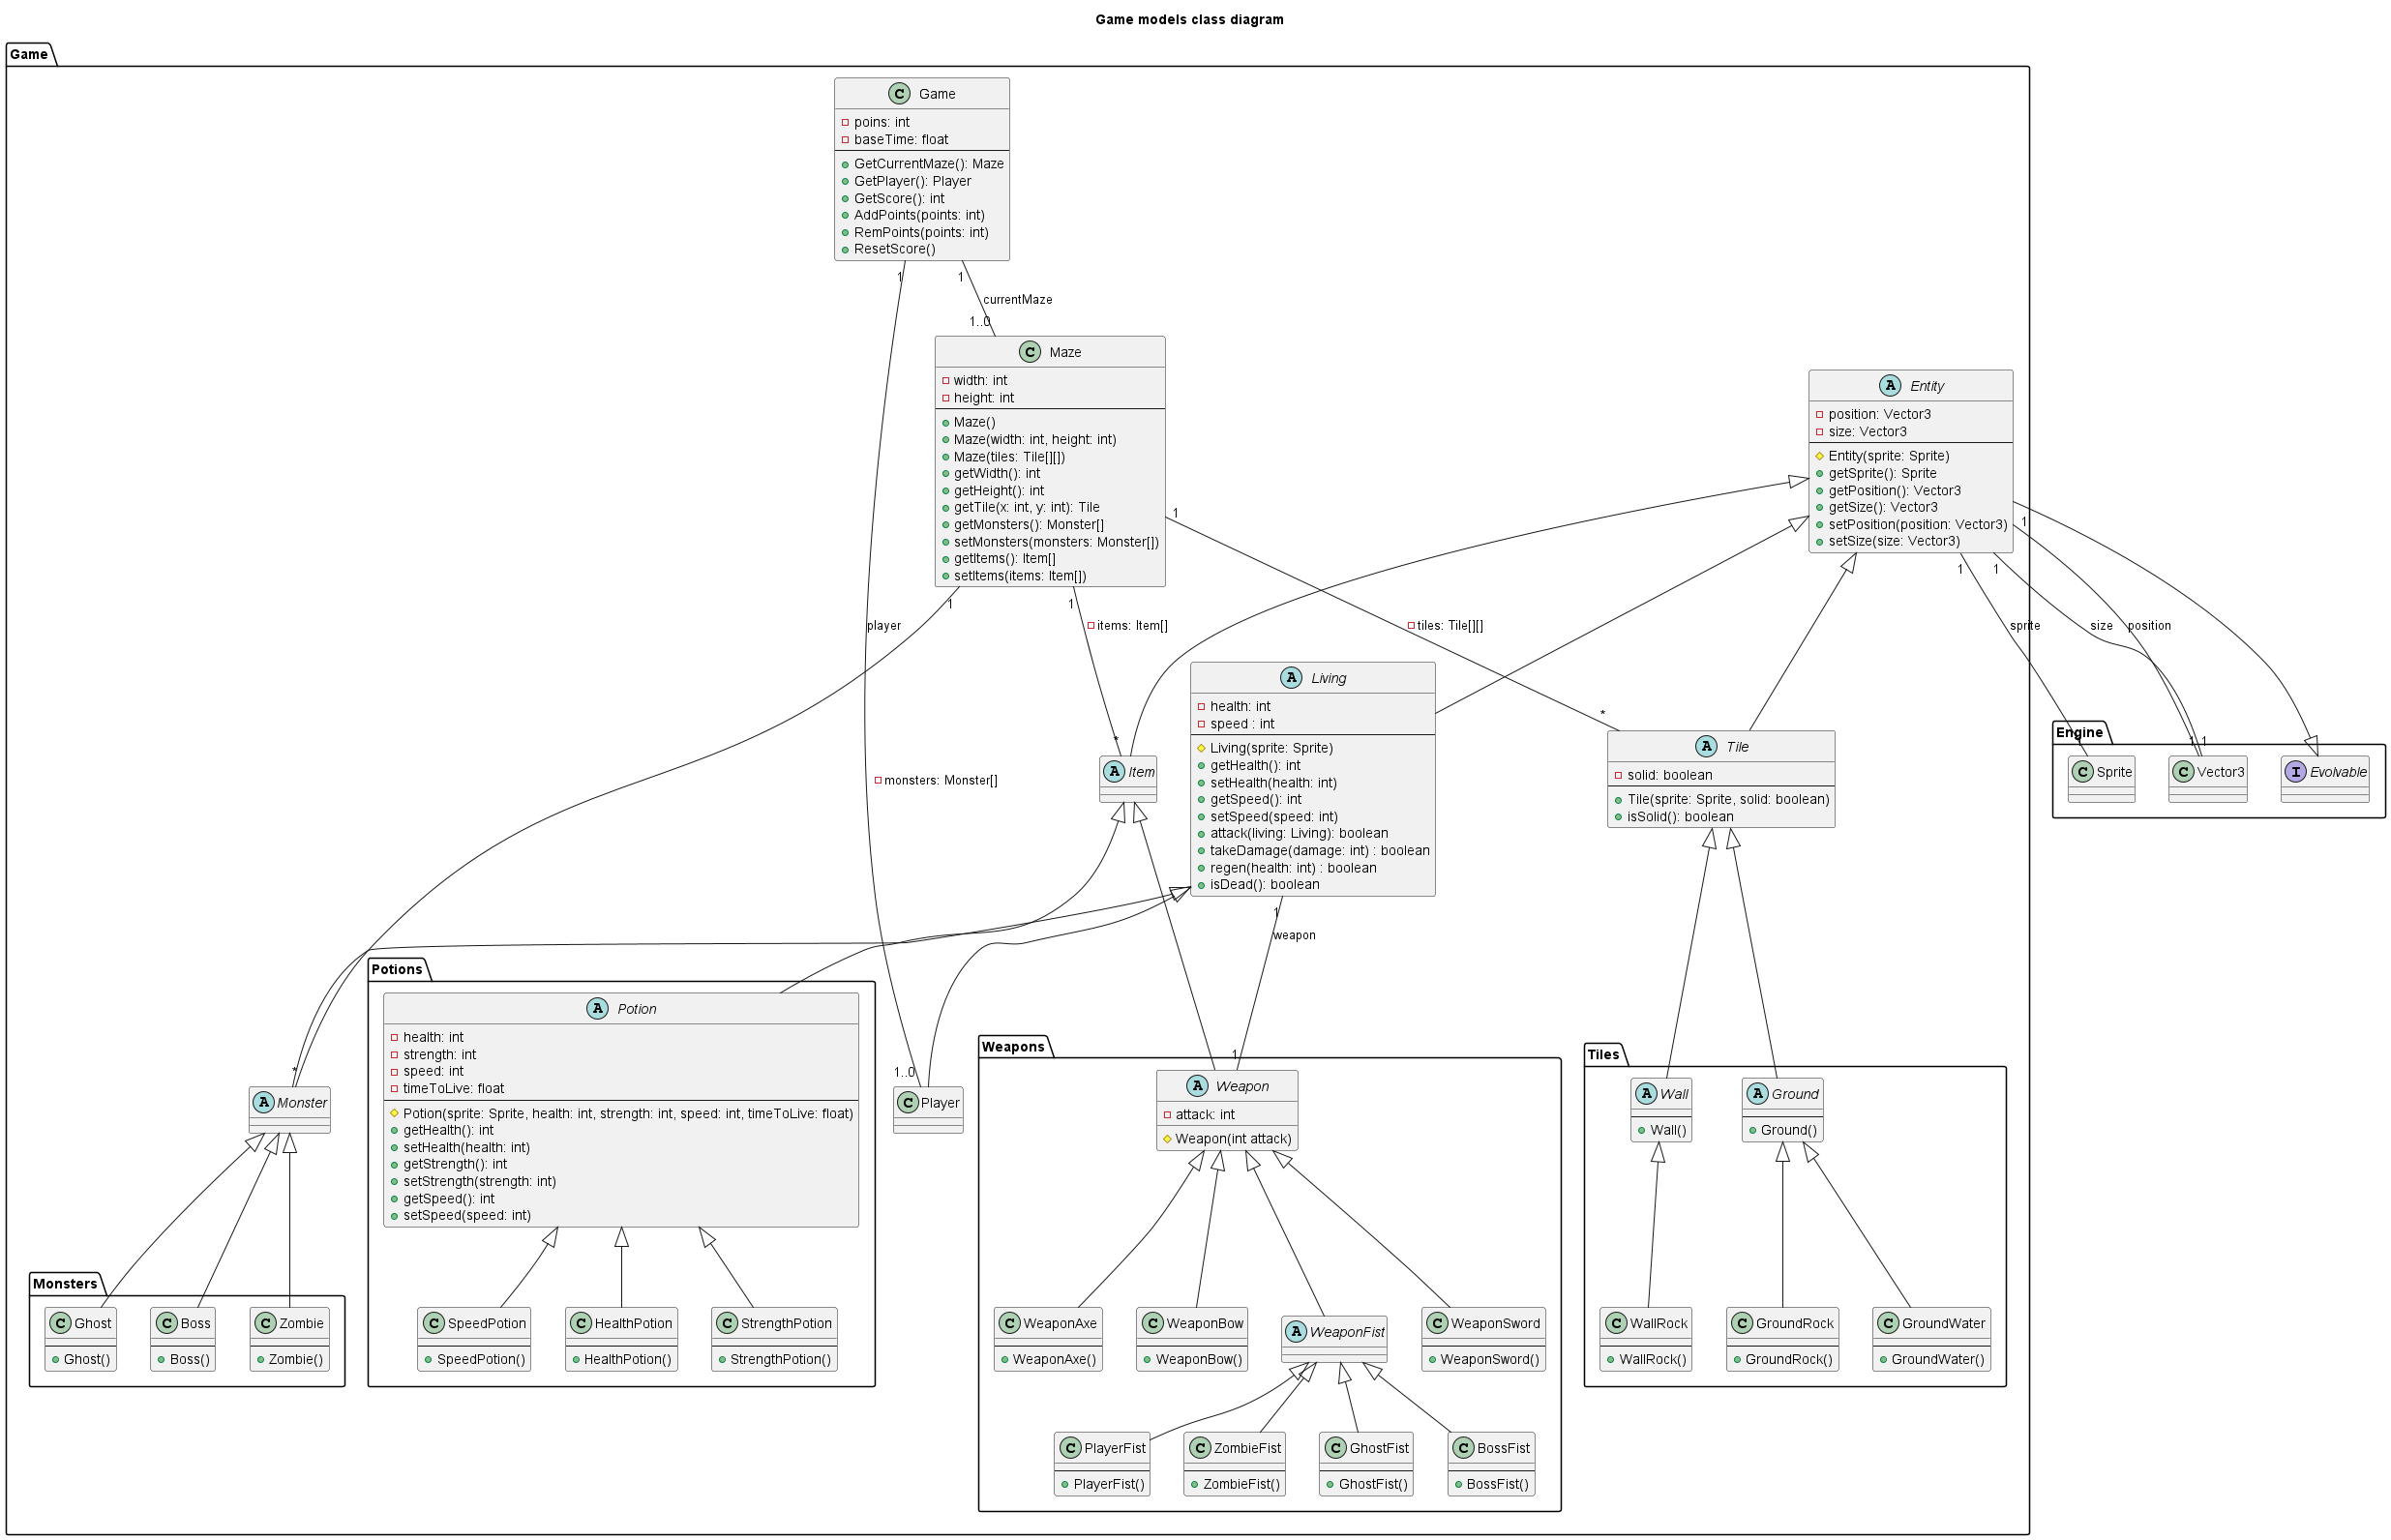 Game models class diagram
Game
C Game
poins: int
baseTime: float
GetCurrentMaze(): Maze
GetPlayer(): Player
GetScore(): int
AddPoints(points: int)
RemPoints(points: int)
ResetScore()
1
1
currentMaze
1..0
C Maze
width: int
height: int
Maze()
Maze(width: int, height: int)
Maze(tiles: Tile[][])
getWidth(): int
getHeight(): int
getTile(x: int, y: int): Tile
getMonsters(): Monster[]
setMonsters(monsters: Monster[])
getItems(): Item[]
setItems(items: Item[])
A Entity
position: Vector3
size: Vector3
Entity(sprite: Sprite)
getSprite(): Sprite
getPosition(): Vector3
getSize(): Vector3
setPosition(position: Vector3)
setSize(size: Vector3)
1
1
1
1
1
1
player
items: Item[]
tiles: Tile[][]
sprite
size
position
A Living
health: int
speed : int
Living(sprite: Sprite)
getHealth(): int
setHealth(health: int)
getSpeed(): int
setSpeed(speed: int)
attack(living: Living): boolean
takeDamage(damage: int) : boolean
regen(health: int) : boolean
isDead(): boolean
*
*
A Item
monsters: Monster[]
A Tile
solid: boolean
Tile(sprite: Sprite, solid: boolean)
isSolid(): boolean
Engine
1
1
1
C Sprite
C Vector3
I Evolvable
1
weapon
Potions
A Potion
health: int
strength: int
speed: int
timeToLive: float
Potion(sprite: Sprite, health: int, strength: int, speed: int, timeToLive: float)
getHealth(): int
setHealth(health: int)
getStrength(): int
setStrength(strength: int)
getSpeed(): int
setSpeed(speed: int)
*
A Monster
1..0
C Player
Weapons
1
A Weapon
attack: int
Weapon(int attack)
Tiles
A Wall
Wall()
A Ground
Ground()
Monsters
C Ghost
Ghost()
C Boss
Boss()
C Zombie
Zombie()
C SpeedPotion
SpeedPotion()
C HealthPotion
HealthPotion()
C StrengthPotion
StrengthPotion()
C WeaponAxe
WeaponAxe()
C WeaponBow
WeaponBow()
A WeaponFist
C WeaponSword
WeaponSword()
C WallRock
WallRock()
C GroundRock
GroundRock()
C GroundWater
GroundWater()
C PlayerFist
PlayerFist()
C ZombieFist
ZombieFist()
C GhostFist
GhostFist()
C BossFist
BossFist()